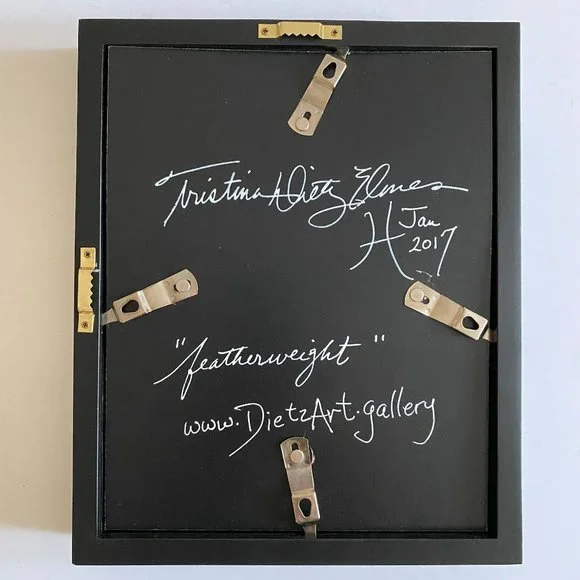 Tristina Dietz Elmes
H Jan
2017
"featherweight"
www.DietzArt.gallery